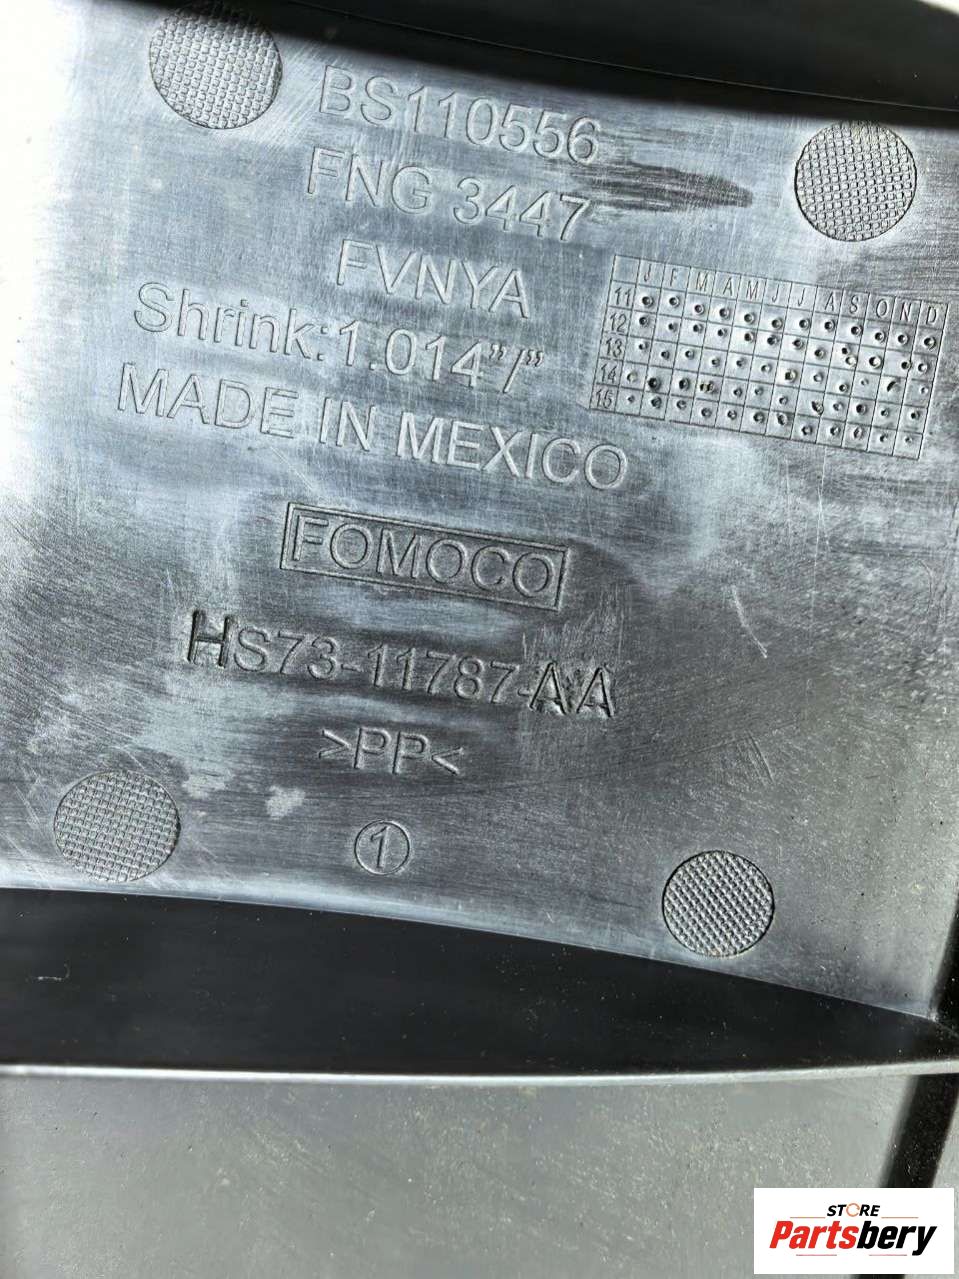 BS110556
FNG 3447
FVNYA
Shrink: 1.014"/"
MADE IN MEXICO
J F M A M J J A S O N D
11
12
13
14
15
FOMOCO
HS73-11787-AA
>PP<
1
STORE
Partsbery